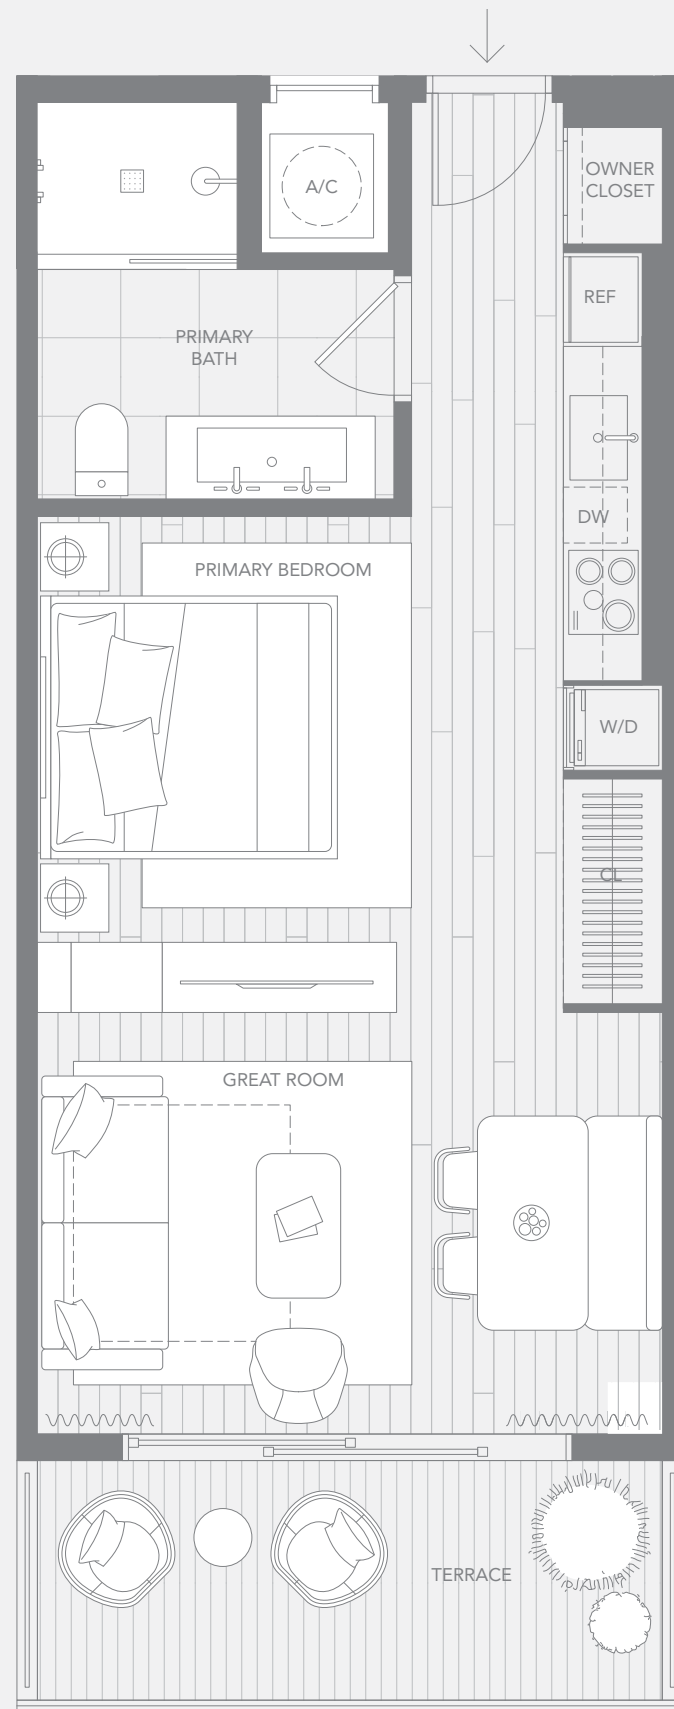 A/C
OWNER
CLOSET
REF
PRIMARY
BATH
DW
PRIMARY BEDROOM
W/D
CL
GREAT ROOM
TERRACE